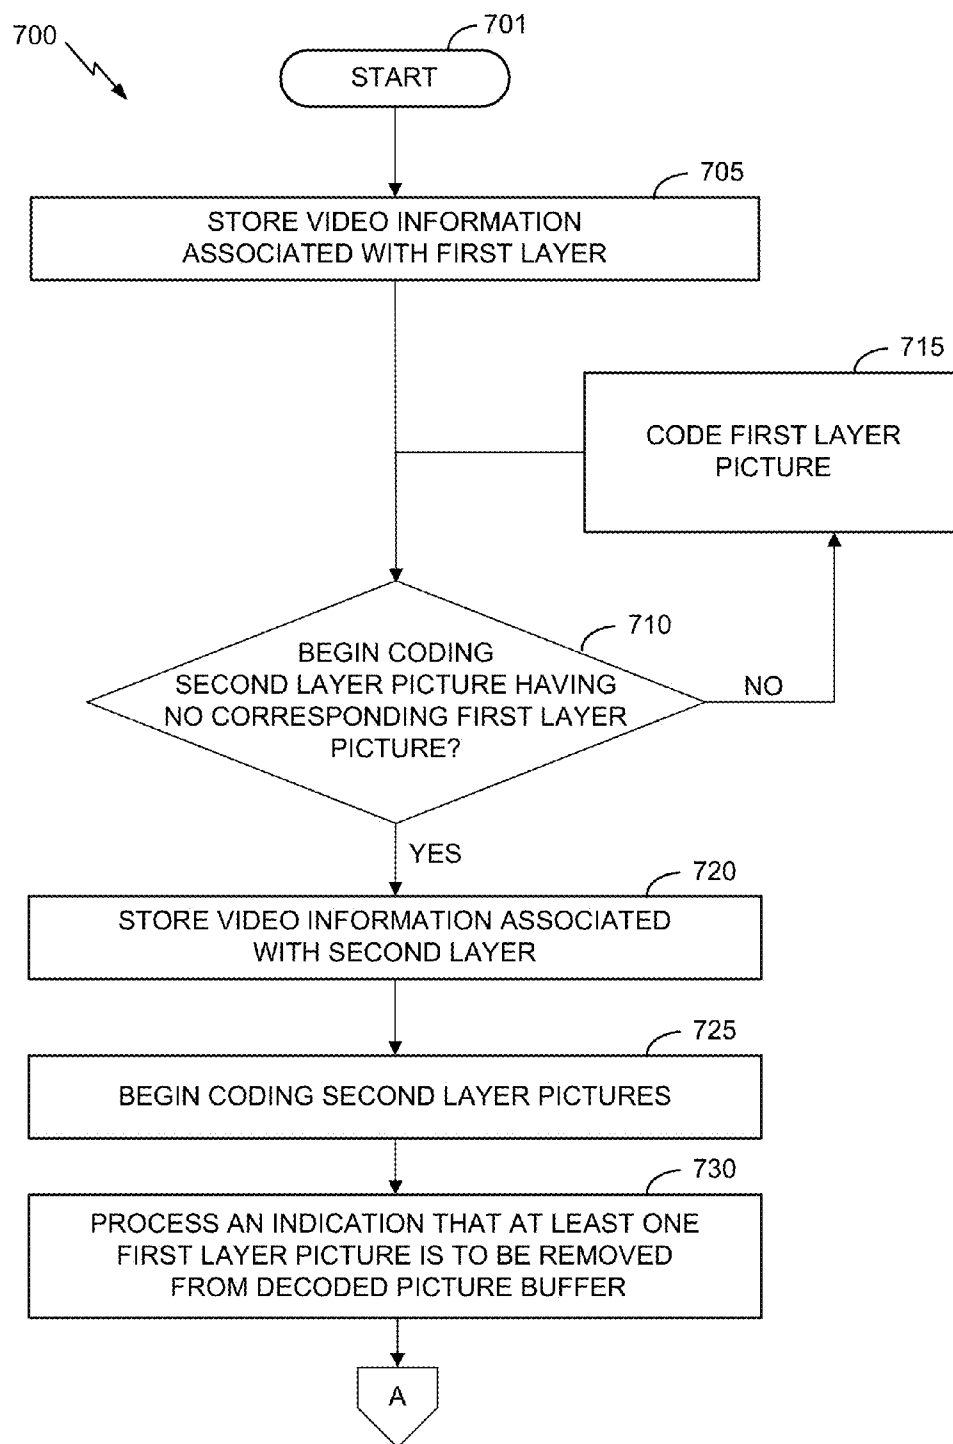 700
701
START
705
STORE VIDEO INFORMATION
ASSOCIATED WITH FIRST LAYER
715
CODE FIRST LAYER
PICTURE
710
BEGIN CODING
SECOND LAYER PICTURE HAVING
NO CORRESPONDING FIRST LAYER
PICTURE?
NO
YES
720
STORE VIDEO INFORMATION ASSOCIATED
WITH SECOND LAYER
725
BEGIN CODING SECOND LAYER PICTURES
730
PROCESS AN INDICATION THAT AT LEAST ONE
FIRST LAYER PICTURE IS TO BE REMOVED
FROM DECODED PICTURE BUFFER
A